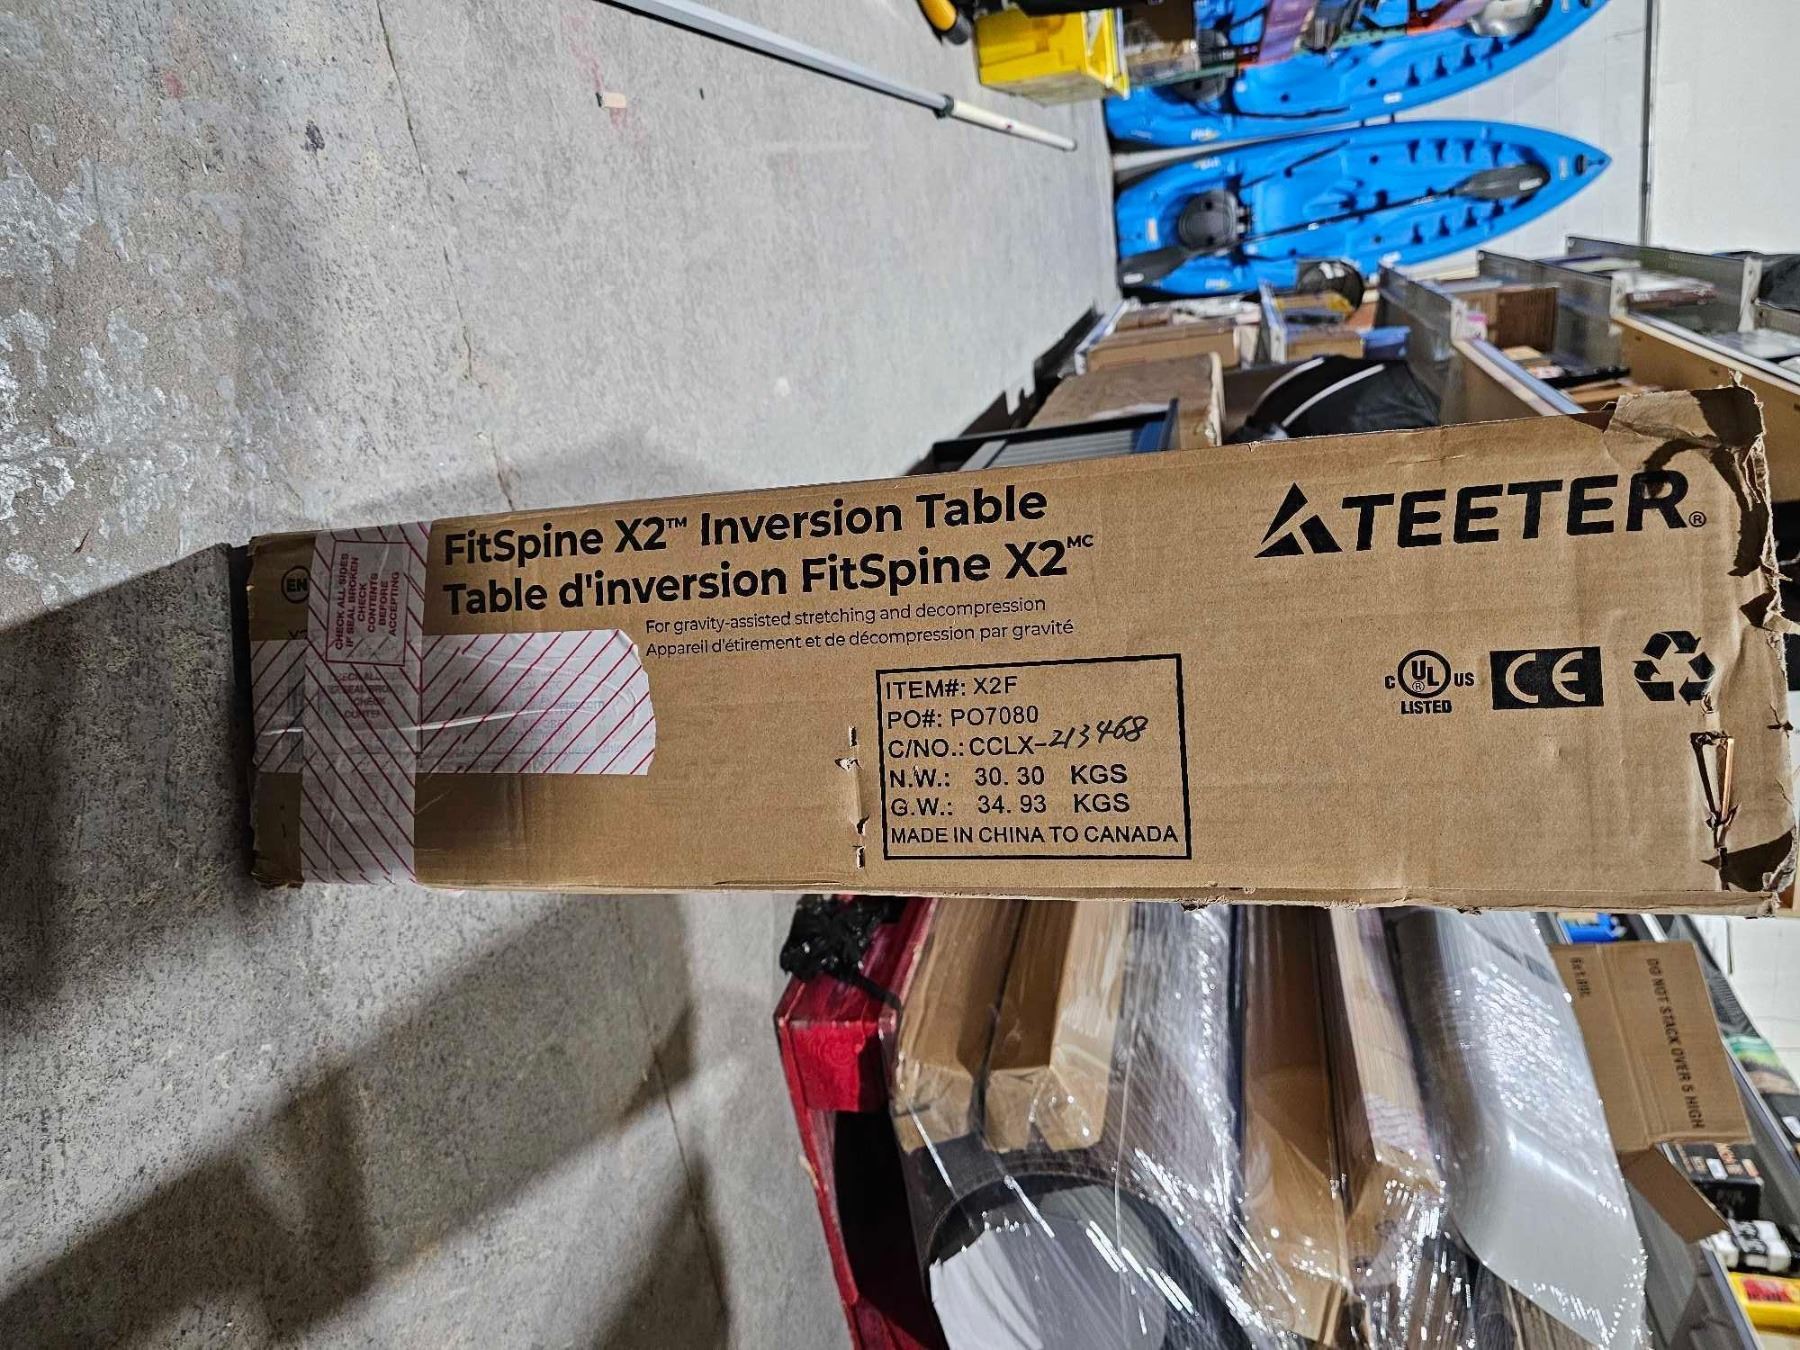 FitSpine X2™ Inversion Table
Table d'inversion FitSpine X2ᴹᶜ
For gravity-assisted stretching and decompression
Appareil d'étirement et de décompression par gravité
TEETER®
EN
CHECK ALL SIDES
IF SEAL BROKEN
CHECK
CONTENTS
BEFORE
ACCEPTING
ITEM#: X2F
PO#: PO7080
C/NO.: CCLX-213468
N.W.: 30. 30 KGS
G.W.: 34. 93 KGS
MADE IN CHINA TO CANADA
C UL® US
LISTED
CE
DO NOT STACK OVER 5 HIGH